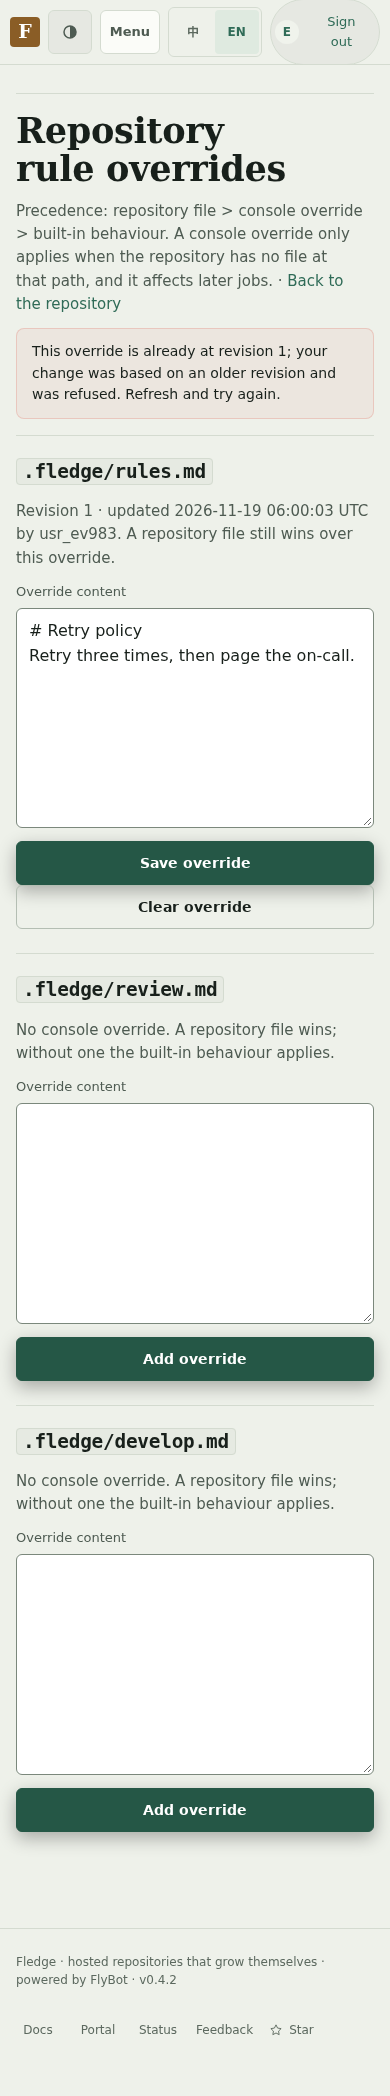 F Menu 中 EN E Sign out
Repository
rule overrides
Precedence: repository file > console override
> built-in behaviour. A console override only
applies when the repository has no file at
that path, and it affects later jobs. · Back to
the repository
This override is already at revision 1; your
change was based on an older revision and
was refused. Refresh and try again.
.fledge/rules.md
Revision 1 · updated 2026-11-19 06:00:03 UTC
by usr_ev983. A repository file still wins over
this override.
Override content
# Retry policy
Retry three times, then page the on-call.
Save override
Clear override
.fledge/review.md
No console override. A repository file wins;
without one the built-in behaviour applies.
Override content
Add override
.fledge/develop.md
No console override. A repository file wins;
without one the built-in behaviour applies.
Override content
Add override
Fledge · hosted repositories that grow themselves ·
powered by FlyBot · v0.4.2
Docs Portal Status Feedback Star